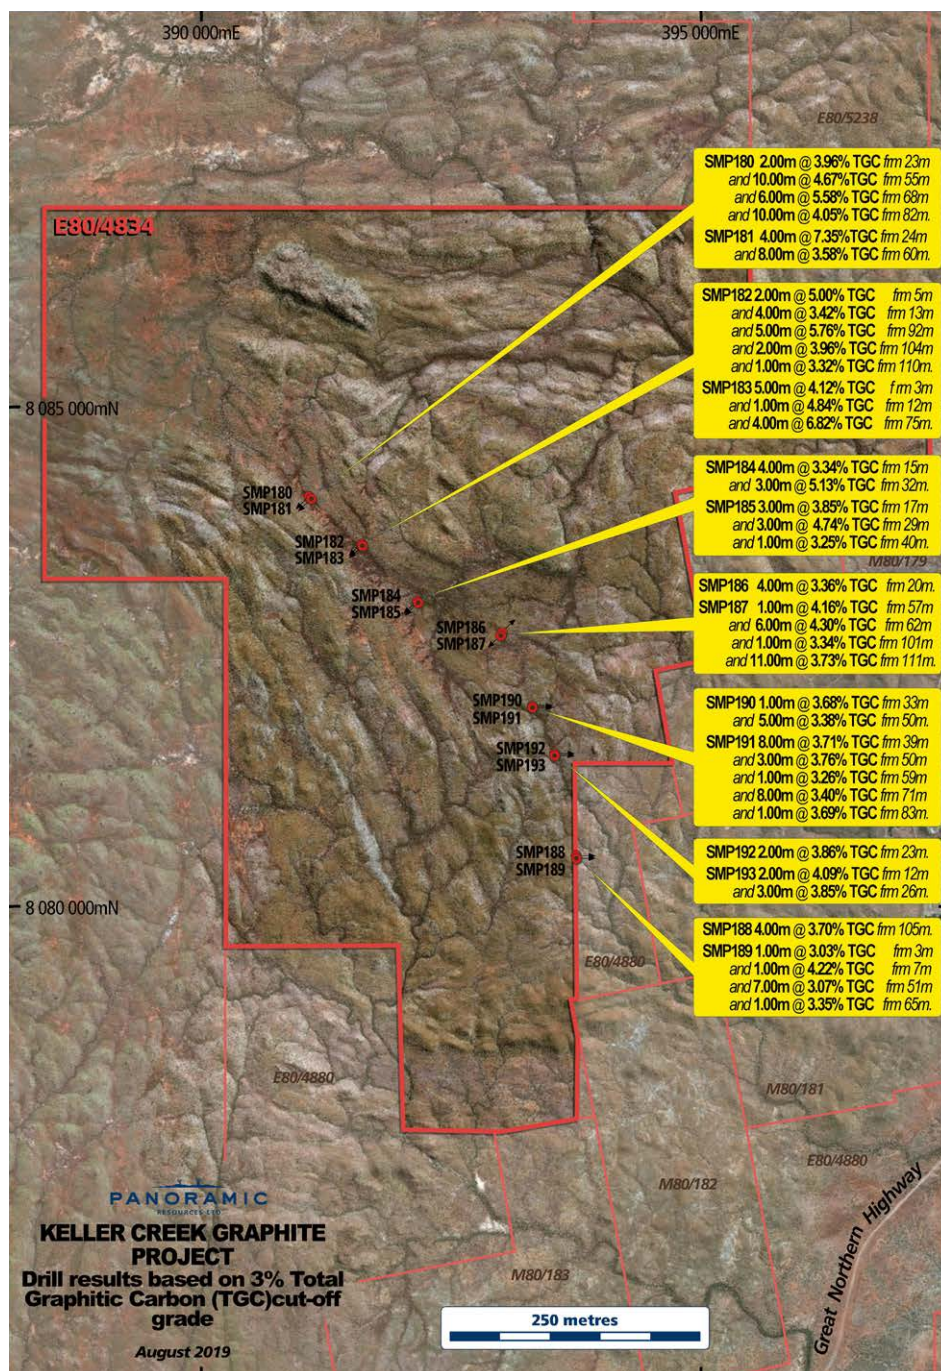 390 000mE
395 000mE
E80/5238
SMP180 2.00m @ 3.96% TGC frm 23m
and 10.00m @ 4.67%TGC frm 55m
and 6.00m @ 5.58% TGC frm 68m
and 10.00m @ 4.05% TGC frm 82m.
SMP181 4.00m @ 7.35%TGC frm 24m
and 8.00m @ 3.58% TGC frm 60m.
E80/4834
SMP182 2.00m @ 5.00% TGC frm 5m
and 4.00m @ 3.42% TGC frm 13m
and 5.00m @ 5.76% TGC frm 92m
and 2.00m @ 3.96% TGC frm 104m
and 1.00m @ 3.32% TGC frm 110m.
SMP183 5.00m @ 4.12% TGC f rm 3m
and 1.00m @ 4.84% TGC frm 12m
and 4.00m @ 6.82% TGC frm 75m.
8 085 000mN
SMP184 4.00m @ 3.34% TGC frm 15m
and 3.00m @ 5.13% TGC frm 32m.
SMP185 3.00m @ 3.85% TGC frm 17m
and 3.00m @ 4.74% TGC frm 29m
and 1.00m @ 3.25% TGC frm 40m.
M80/179
SMP180
SMP181
SMP182
SMP183
SMP184
SMP185
SMP186
SMP187
SMP186 4.00m @ 3.36% TGC frm 20m.
SMP187 1.00m @ 4.16% TGC frm 57m
and 6.00m @ 4.30% TGC frm 62m
and 1.00m @ 3.34% TGC frm 101m
and 11.00m @ 3.73% TGC frm 111m.
SMP190
SMP191
SMP192
SMP193
SMP190 1.00m @ 3.68% TGC frm 33m
and 5.00m @ 3.38% TGC frm 50m.
SMP191 8.00m @ 3.71% TGC frm 39m
and 3.00m @ 3.76% TGC frm 50m
and 1.00m @ 3.26% TGC frm 59m
and 8.00m @ 3.40% TGC frm 71m
and 1.00m @ 3.69% TGC frm 83m.
SMP188
SMP189
SMP192 2.00m @ 3.86% TGC frm 23m.
SMP193 2.00m @ 4.09% TGC frm 12m
and 3.00m @ 3.85% TGC frm 26m.
8 080 000mN
SMP188 4.00m @ 3.70% TGC frm 105m.
SMP189 1.00m @ 3.03% TGC frm 3m
and 1.00m @ 4.22% TGC frm 7m
and 7.00m @ 3.07% TGC frm 51m
and 1.00m @ 3.35% TGC frm 65m.
E80/4880
E80/4880
M80/181
E80/4880
M80/182
M80/183
Great Northern Highway
PANORAMIC
RESOURCES LTD
KELLER CREEK GRAPHITE
PROJECT
Drill results based on 3% Total
Graphitic Carbon (TGC)cut-off
grade
August 2019
250 metres